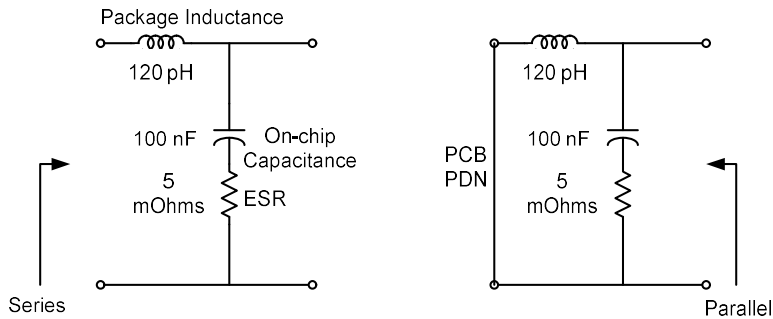 Package Inductance
120 pH
100 nF
On-chip
Capacitance
5
mOhms
ESR
Series
120 pH
PCB
PDN
100 nF
5
mOhms
Parallel